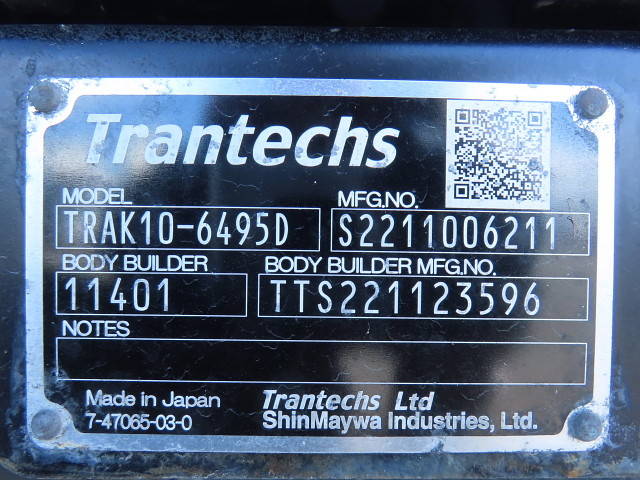 Trantechs
MODEL MFG.NO.
TRAK10-6495D S2211006211
BODY BUILDER BODY BUILDER MFG.NO.
11401 TTS221123596
NOTES
Made in Japan Trantechs Ltd
7-47065-03-0 ShinMaywa Industries, Ltd.